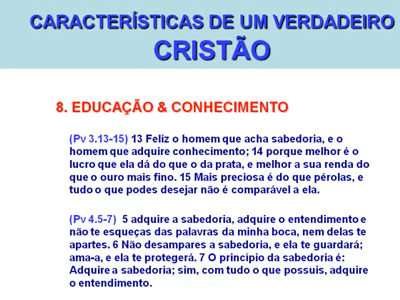 CARACTERÍSTICAS DE UM VERDADEIRO
CRISTÃO
8. EDUCAÇÃO & CONHECIMENTO
(Pv 3.13-15) 13 Feliz o homem que acha sabedoria, e o
homem que adquire conhecimento; 14 porque melhor é o
lucro que ela dá do que o da prata, e melhor a sua renda do
que o ouro mais fino. 15 Mais preciosa é do que pérolas, e
tudo o que podes desejar não é comparável a ela.
(Pv 4.5-7) 5 adquire a sabedoria, adquire o entendimento e
não te esqueças das palavras da minha boca, nem delas te
apartes. 6 Não desampares a sabedoria, e ela te guardará;
ama-a, e ela te protegerá. 7 O princípio da sabedoria é:
Adquire a sabedoria; sim, com tudo o que possuis, adquire
o entendimento.